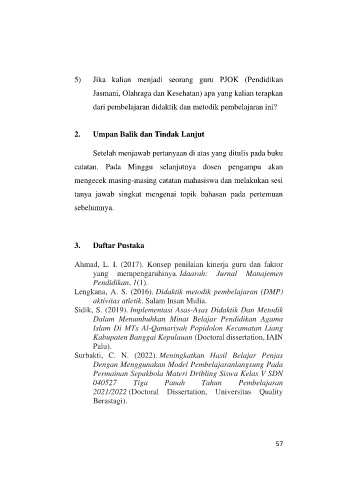 5) Jika kalian menjadi seorang guru PJOK (Pendidikan
Jasmani, Olahraga dan Kesehatan) apa yang kalian terapkan
dari pembelajaran didaktik dan metodik pembelajaran ini?
2. Umpan Balik dan Tindak Lanjut
Setelah menjawab pertanyaan di atas yang ditulis pada buku
catatan. Pada Minggu selanjutnya dosen pengampu akan
mengecek masing-masing catatan mahasiswa dan melakukan sesi
tanya jawab singkat mengenai topik bahasan pada pertemuan
sebelumnya.
3. Daftar Pustaka
Ahmad, L. I. (2017). Konsep penilaian kinerja guru dan faktor
yang mempengaruhinya. Idaarah: Jurnal Manajemen
Pendidikan, 1(1).
Lengkana, A. S. (2016). Didaktik metodik pembelajaran (DMP)
aktivitas atletik. Salam Insan Mulia.
Sidik, S. (2019). Implementasi Asas-Asas Didaktik Dan Metodik
Dalam Menumbuhkan Minat Belajar Pendidikan Agama
Islam Di MTs Al-Qamariyah Popidolon Kecamatan Liang
Kabupaten Banggai Kepulauan (Doctoral dissertation, IAIN
Palu).
Surbakti, C. N. (2022). Meningkatkan Hasil Belajar Penjas
Dengan Menggunakan Model Pembelajaranlangsung Pada
Permainan Sepakbola Materi Dribling Siswa Kelas V SDN
040527 Tiga Panah Tahun Pembelajaran
2021/2022 (Doctoral Dissertation, Universitas Quality
Berastagi).
57